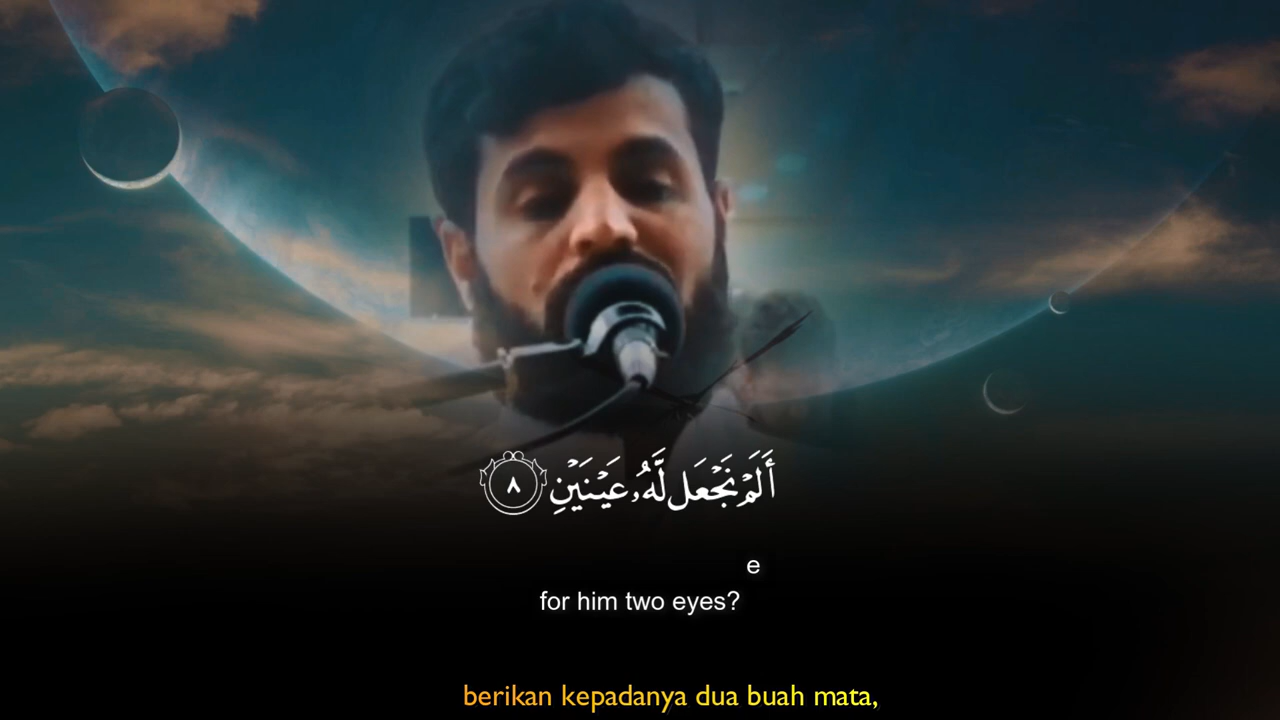 أَلَمْ نَجْعَل لَّهُۥ عَيْنَيْنِ ٨
e
for him two eyes?
berikan kepadanya dua buah mata,